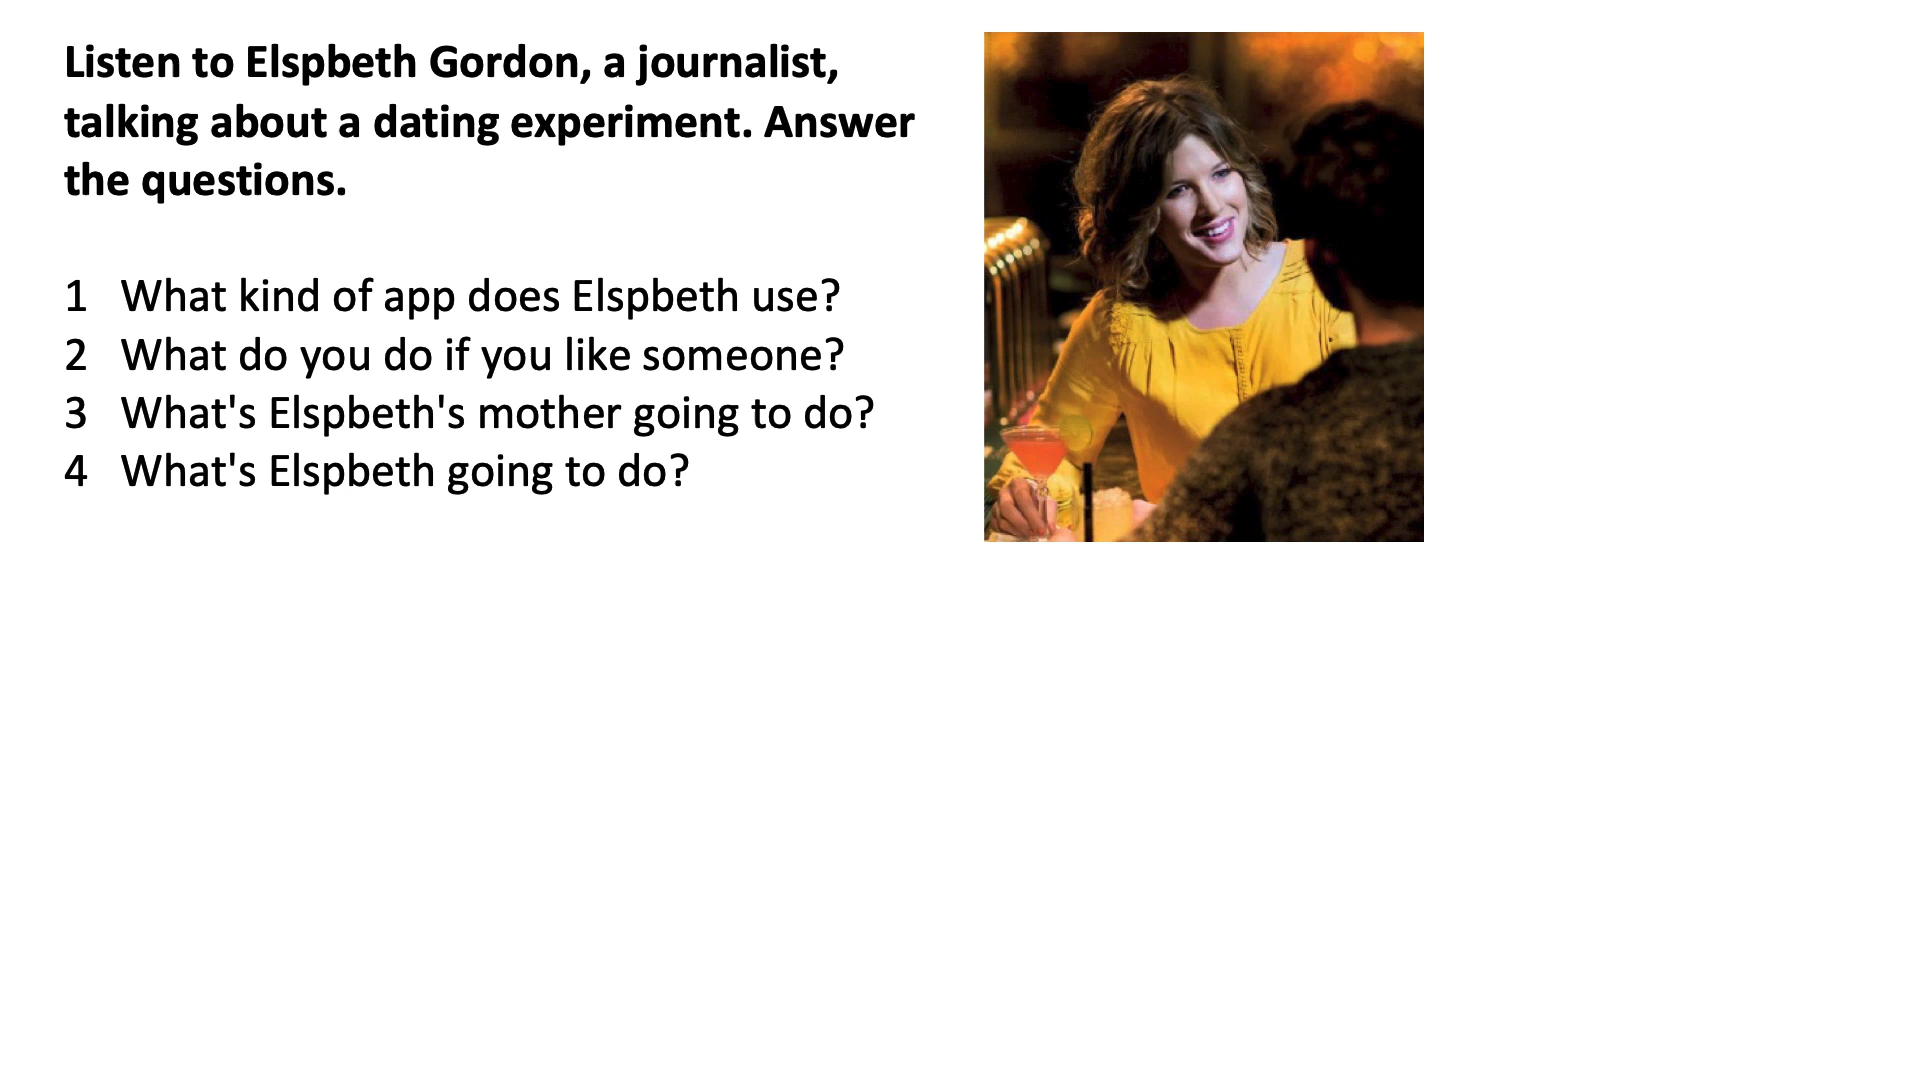 Listen to Elspbeth Gordon, a journalist,
talking about a dating experiment. Answer
the questions.
1 What kind of app does Elspbeth use?
2 What do you do if you like someone?
3 What's Elspbeth's mother going to do?
4 What's Elspbeth going to do?